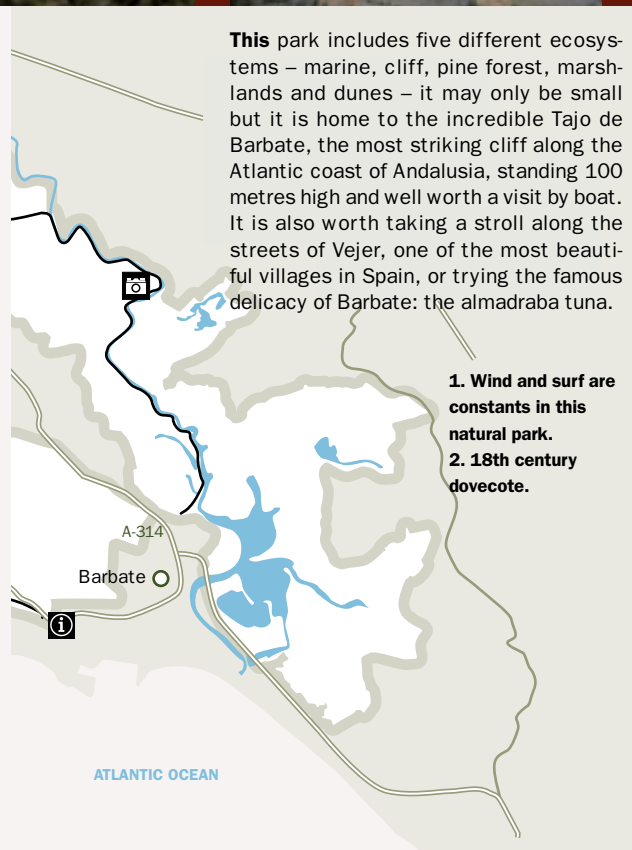 This park includes five different ecosys-
tems – marine, cliff, pine forest, marsh-
lands and dunes – it may only be small
but it is home to the incredible Tajo de
Barbate, the most striking cliff along the
Atlantic coast of Andalusia, standing 100
metres high and well worth a visit by boat.
It is also worth taking a stroll along the
streets of Vejer, one of the most beauti-
ful villages in Spain, or trying the famous
delicacy of Barbate: the almadraba tuna.
1. Wind and surf are
constants in this
natural park.
2. 18th century
dovecote.
A-314
Barbate
i
ATLANTIC OCEAN